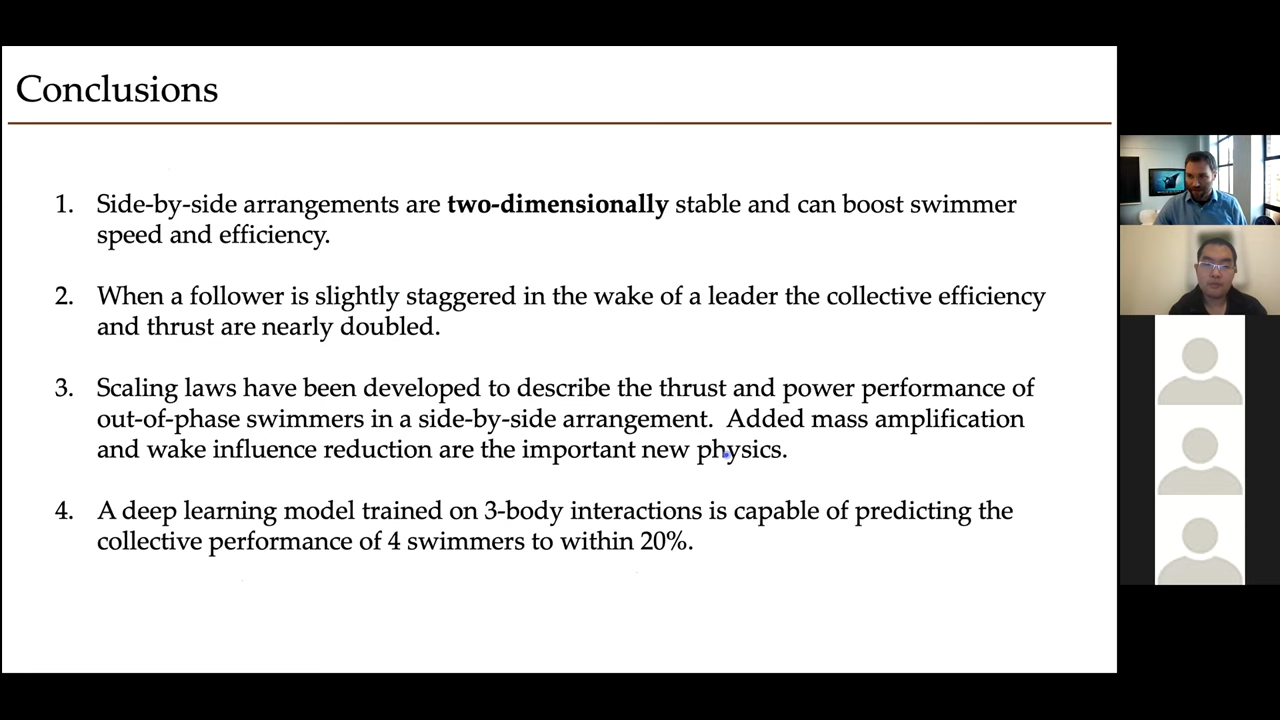 Conclusions
1. Side-by-side arrangements are two-dimensionally stable and can boost swimmer
speed and efficiency.
2. When a follower is slightly staggered in the wake of a leader the collective efficiency
and thrust are nearly doubled.
3. Scaling laws have been developed to describe the thrust and power performance of
out-of-phase swimmers in a side-by-side arrangement. Added mass amplification
and wake influence reduction are the important new physics.
4. A deep learning model trained on 3-body interactions is capable of predicting the
collective performance of 4 swimmers to within 20%.